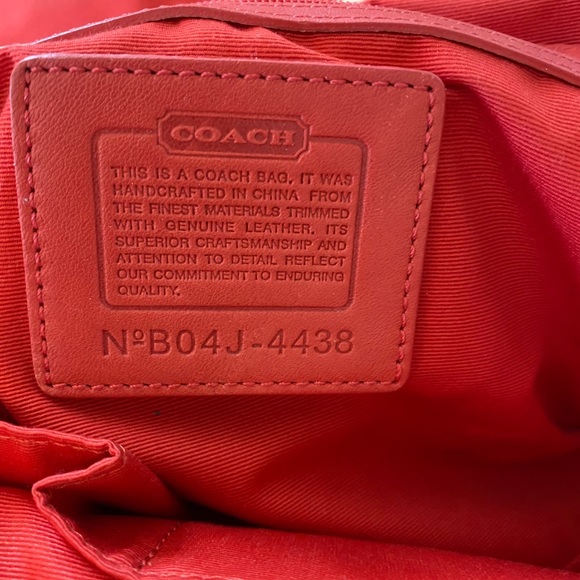 COACH
THIS IS A COACH BAG. IT WAS
HANDCRAFTED IN CHINA FROM
THE FINEST MATERIALS TRIMMED
WITH GENUINE LEATHER. ITS
SUPERIOR CRAFTSMANSHIP AND
ATTENTION TO DETAIL REFLECT
OUR COMMITMENT TO ENDURING
QUALITY.
NºB04J-4438